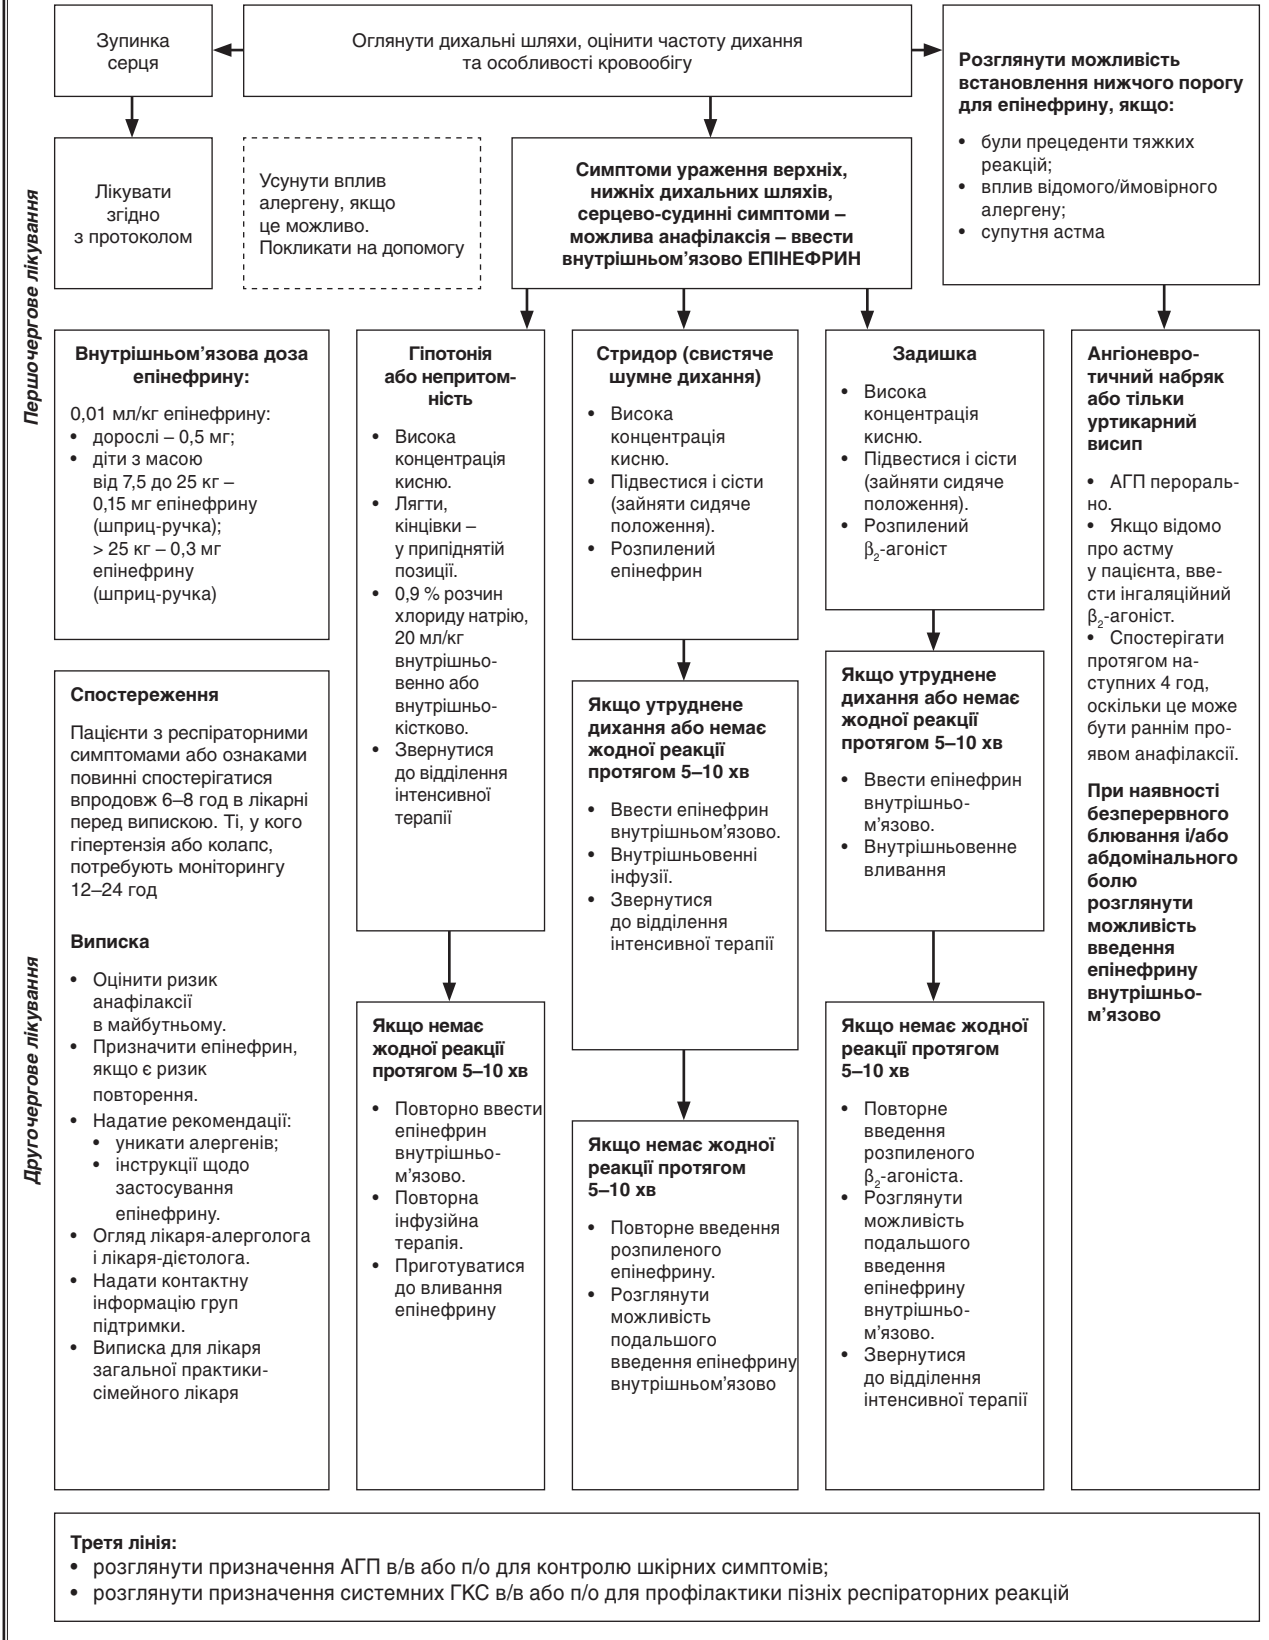 Зупинка
серця
Оглянути дихальні шляхи, оцінити частоту дихання
та особливості кровообігу
Розглянути можливість
встановлення нижчого порогу
для епінефрину, якщо:
• були прецеденти тяжких
реакцій;
• вплив відомого/ймовірного
алергену;
• супутня астма
Першочергове лікування
Лікувати
згідно
з протоколом
Усунути вплив
алергену, якщо
це можливо.
Покликати на допомогу
Симптоми ураження верхніх,
нижніх дихальних шляхів,
серцево-судинні симптоми –
можлива анафілаксія – ввести
внутрішньом’язово ЕПІНЕФРИН
Внутрішньом’язова доза
епінефрину:
0,01 мл/кг епінефрину:
• дорослі – 0,5 мг;
• діти з масою
від 7,5 до 25 кг –
0,15 мг епінефрину
(шприц-ручка);
> 25 кг – 0,3 мг
епінефрину
(шприц-ручка)
Гіпотонія
або непритом-
ність
• Висока
концентрація
кисню.
• Лягти,
кінцівки –
у припіднятій
позиції.
• 0,9 % розчин
хлориду натрію,
20 мл/кг
внутрішньо-
венно або
внутрішньо-
кістково.
• Звернутися
до відділення
інтенсивної
терапії
Стридор (свистяче
шумне дихання)
• Висока
концентрація
кисню.
• Підвестися і сісти
(зайняти сидяче
положення).
• Розпилений
епінефрин
Задишка
• Висока
концентрація
кисню.
• Підвестися і сісти
(зайняти сидяче
положення).
• Розпилений
β₂-агоніст
Ангіоневро-
тичний набряк
або тільки
уртикарний
висип
• АГП перораль-
но.
• Якщо відомо
про астму
у пацієнта, вве-
сти інгаляційний
β₂-агоніст.
• Спостерігати
протягом на-
ступних 4 год,
оскільки це може
бути раннім про-
явом анафілаксії.
При наявності
безперервного
блювання і/або
абдомінального
болю
розглянути
можливість
введення
епінефрину
внутрішньо-
м’язово
Другочергове лікування
Спостереження
Пацієнти з респіраторними
симптомами або ознаками
повинні спостерігатися
впродовж 6–8 год в лікарні
перед випискою. Ті, у кого
гіпертензія або колапс,
потребують моніторингу
12–24 год
Виписка
• Оцінити ризик
анафілаксії
в майбутньому.
• Призначити епінефрин,
якщо є ризик
повторення.
• Надатие рекомендації:
• уникати алергенів;
• інструкції щодо
застосування
епінефрину.
• Огляд лікаря-алерголога
і лікаря-дієтолога.
• Надати контактну
інформацію груп
підтримки.
• Виписка для лікаря
загальної практики-
сімейного лікаря
Якщо немає
жодної реакції
протягом 5–10 хв
• Повторно ввести
епінефрин
внутрішньо-
м’язово.
• Повторна
інфузійна
терапія.
• Приготуватися
до вливання
епінефрину
Якщо утруднене
дихання або немає
жодної реакції
протягом 5–10 хв
• Ввести епінефрин
внутрішньом’язово.
• Внутрішньовенні
інфузії.
• Звернутися
до відділення
інтенсивної терапії
Якщо немає жодної
реакції протягом
5–10 хв
• Повторне введення
розпиленого
епінефрину.
• Розглянути
можливість
подальшого
введення епінефрину
внутрішньом’язово
Якщо утруднене
дихання або немає
жодної реакції
протягом 5–10 хв
• Ввести епінефрин
внутрішньо-
м’язово.
• Внутрішньовенне
вливання
Якщо немає жодної
реакції протягом
5–10 хв
• Повторне
введення
розпиленого
β₂-агоніста.
• Розглянути
можливість
подальшого
введення
епінефрину
внутрішньо-
м’язово.
• Звернутися
до відділення
інтенсивної терапії
Третя лінія:
• розглянути призначення АГП в/в або п/о для контролю шкірних симптомів;
• розглянути призначення системних ГКС в/в або п/о для профілактики пізніх респіраторних реакцій